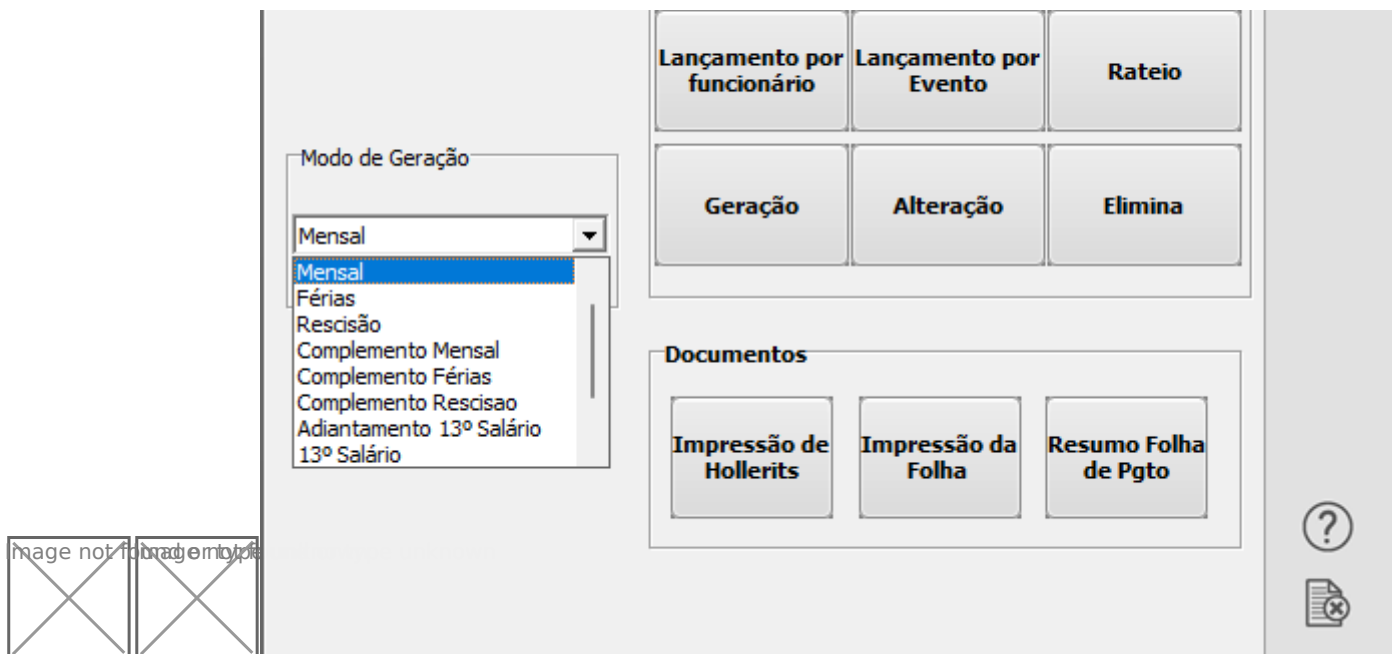 Lançamento por
funcionário
Lançamento por
Evento
Rateio
Modo de Geração
Geração
Alteração
Elimina
Mensal
Mensal
Férias
Rescisão
Complemento Mensal
Complemento Férias
Complemento Rescisao
Adiantamento 13º Salário
13º Salário
Documentos
Impressão de
Hollerits
Impressão da
Folha
Resumo Folha
de Pgto
?
Image not